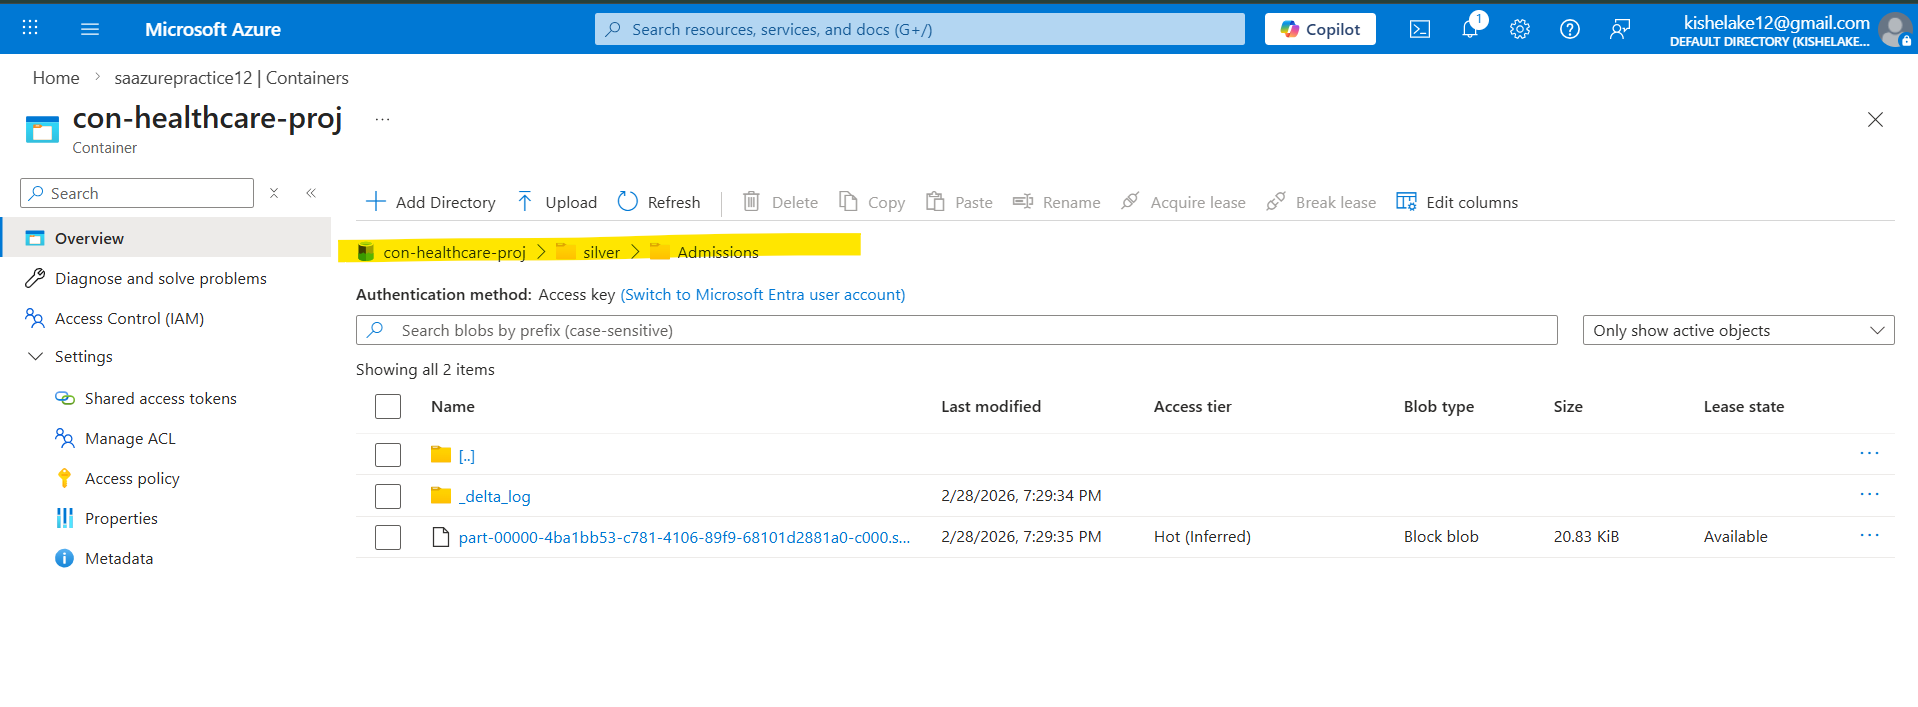 Microsoft Azure
Search resources, services, and docs (G+/)
Copilot
1
kishelake12@gmail.com
DEFAULT DIRECTORY (KISHELAKE...
Home > saazurepractice12 | Containers
con-healthcare-proj ...
Container
Search
Add Directory Upload Refresh Delete Copy Paste Rename Acquire lease Break lease Edit columns
Overview
Diagnose and solve problems
Access Control (IAM)
Settings
Shared access tokens
Manage ACL
Access policy
Properties
Metadata
con-healthcare-proj > silver > Admissions
Authentication method: Access key (Switch to Microsoft Entra user account)
Search blobs by prefix (case-sensitive)
Only show active objects
Showing all 2 items
Name Last modified Access tier Blob type Size Lease state
[..] ...
_delta_log 2/28/2026, 7:29:34 PM ...
part-00000-4ba1bb53-c781-4106-89f9-68101d2881a0-c000.s... 2/28/2026, 7:29:35 PM Hot (Inferred) Block blob 20.83 KiB Available ...